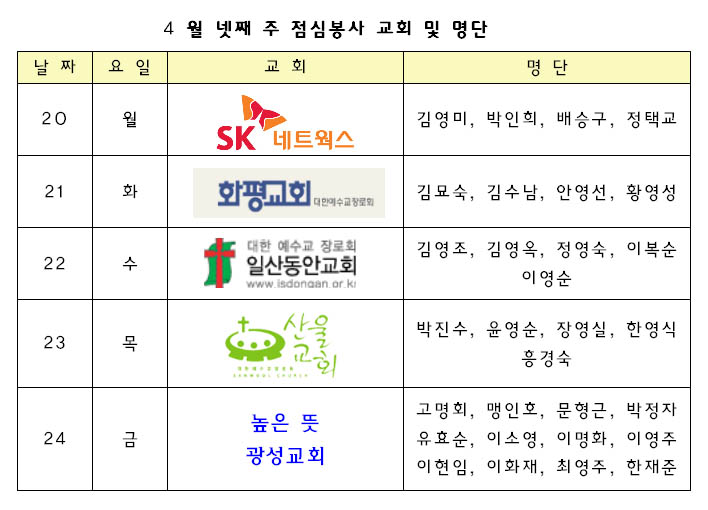 4 월 넷째 주 점심봉사 교회 및 명단
날 짜 요 일 교 회 명 단
20 월 SK 네트웍스 김영미, 박인희, 배승구, 정택교
21 화 화평교회 대한예수교장로회 김묘숙, 김수남, 안영선, 황영성
22 수 대한 예수교 장로회 김영조, 김영옥, 정영숙, 이복순
일산동안교회 이영순
www.isdongan.or.kr
23 목 산울 박진수, 윤영순, 장영실, 한영식
교회 홍경숙
SANWOOL CHURCH
24 금 높은 뜻 고명회, 맹인호, 문형근, 박정자
광성교회 유효순, 이소영, 이명화, 이영주
이현임, 이화재, 최영주, 한재준